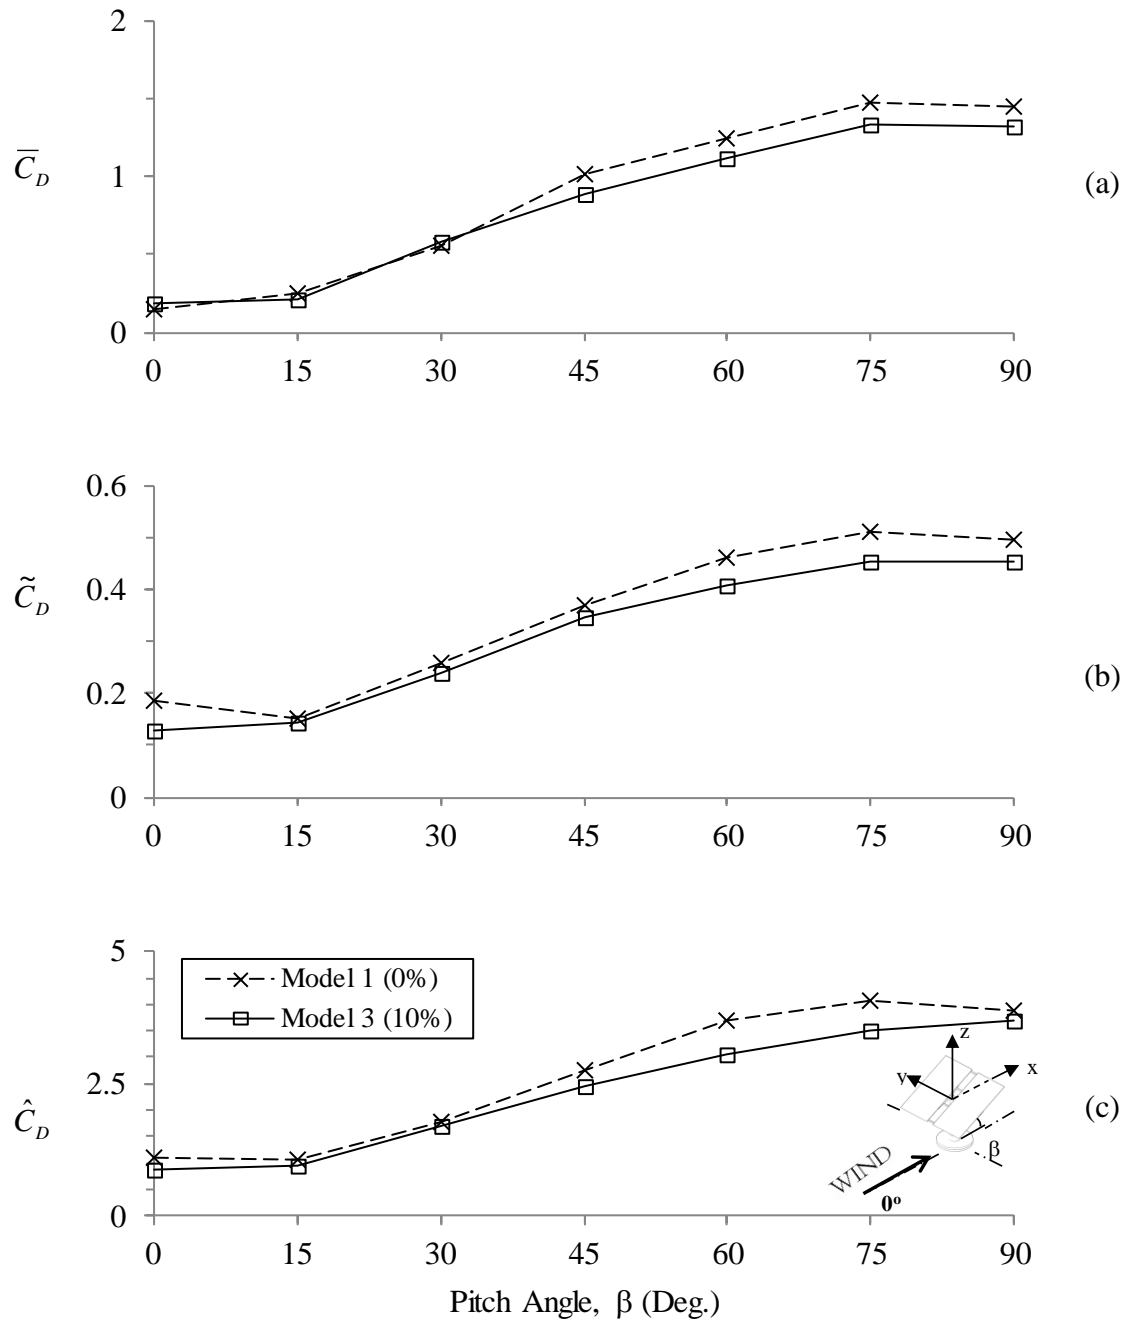 2
1
0
C̅_D
(a)
0 15 30 45 60 75 90
0.6
0.4
0.2
0
C̃_D
(b)
0 15 30 45 60 75 90
5
2.5
0
Ĉ_D
Model 1 (0%)
Model 3 (10%)
z
x
y
β
WIND
0º
(c)
0 15 30 45 60 75 90
Pitch Angle, β (Deg.)